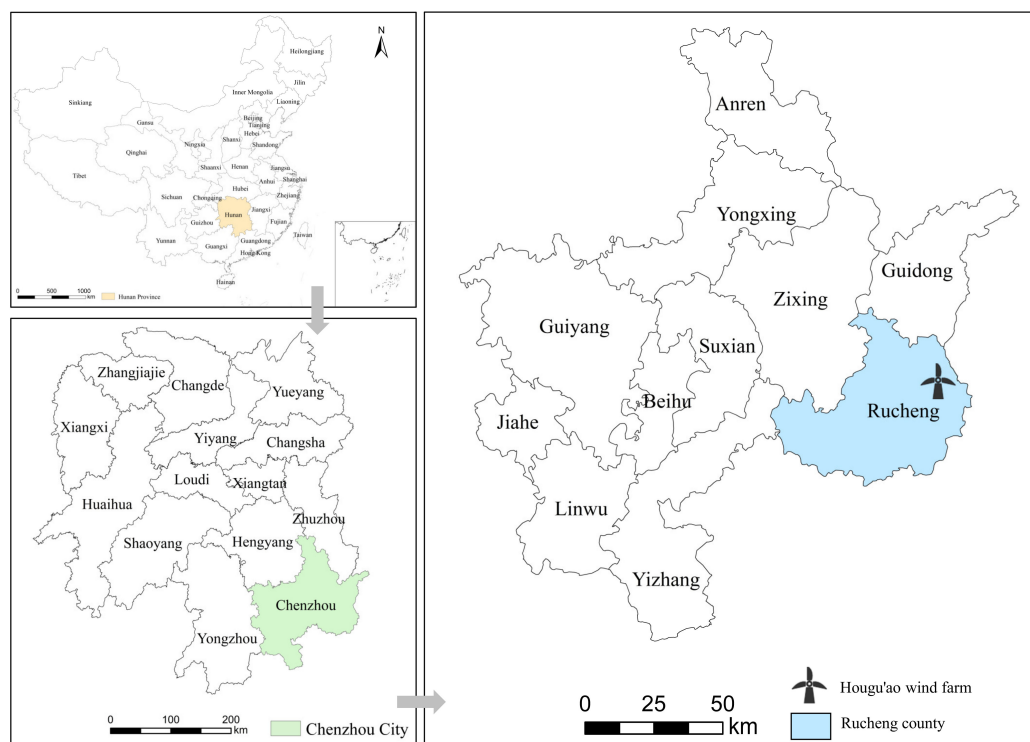 N
Heilongjiang
Jilin
Inner Mongolia
Liaoning
Sinkiang
Gansu
Beijing
Tianjing
Hebei
Ningxia
Shanxi
Shandong
Qinghai
Shaanxi
Henan
Jiangsu
Tibet
Anhui
Shanghai
Hubei
Sichuan
Chongqing
Zhejiang
Hunan
Jiangxi
Guizhou
Fujian
Yunnan
Guangxi
Guangdong
Taiwan
Hong Kong
Hainan
0 500 1000
km
Hunan Province
Zhangjiajie
Changde
Yueyang
Xiangxi
Yiyang
Changsha
Loudi
Xiangtan
Huaihua
Zhuzhou
Shaoyang
Hengyang
Chenzhou
Yongzhou
0 100 200
km
Chenzhou City
Anren
Yongxing
Guidong
Zixing
Guiyang
Suxian
Beihu
Rucheng
Jiahe
Linwu
Yizhang
0 25 50
km
Hougu'ao wind farm
Rucheng county